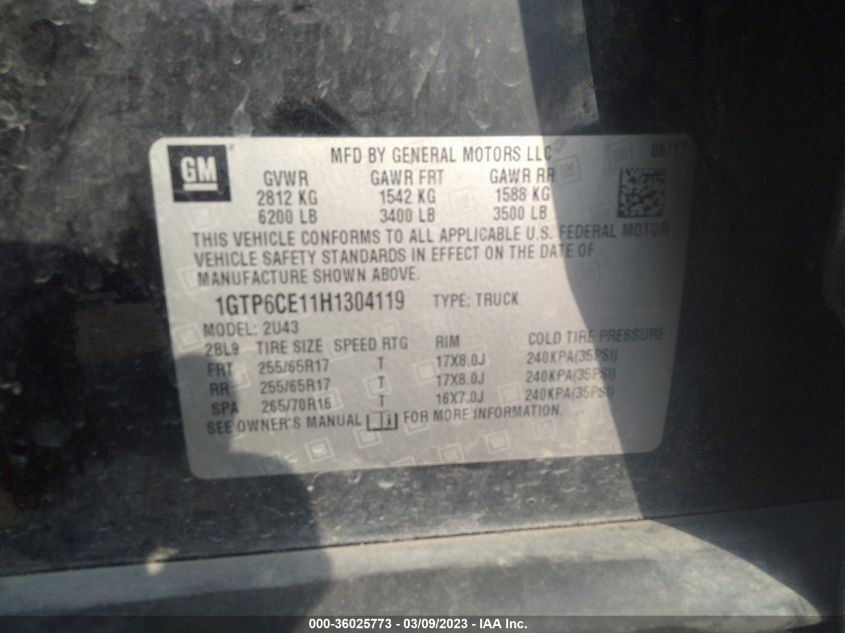 GM
MFD BY GENERAL MOTORS LLC 06/17
GVWR GAWR FRT GAWR RR
2812 KG 1542 KG 1588 KG
6200 LB 3400 LB 3500 LB
THIS VEHICLE CONFORMS TO ALL APPLICABLE U.S. FEDERAL MOTOR
VEHICLE SAFETY STANDARDS IN EFFECT ON THE DATE OF
MANUFACTURE SHOWN ABOVE.
1GTP6CE11H1304119 TYPE: TRUCK
MODEL: 2U43
2BL9 TIRE SIZE SPEED RTG RIM COLD TIRE PRESSURE
FRT 255/65R17 T 17X8.0J 240KPA(35PSI)
RR 255/65R17 T 17X8.0J 240KPA(35PSI)
SPA 265/70R16 T 16X7.0J 240KPA(35PSI)
SEE OWNER'S MANUAL FOR MORE INFORMATION.
000-36025773 - 03/09/2023 - IAA Inc.